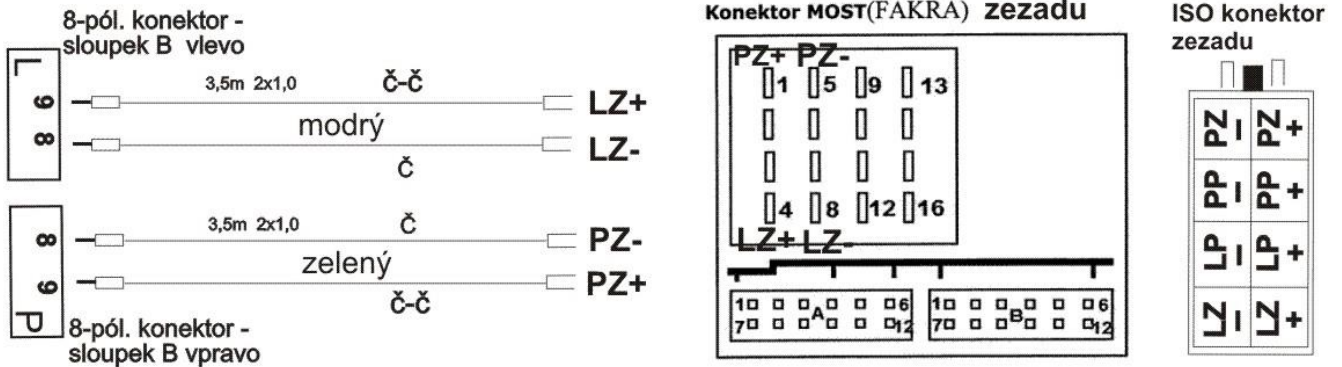 8-pól. konektor -
sloupek B vlevo
L
9
8
3,5m 2x1,0
č-č
modrý
č
LZ+
LZ-
8
9
P
3,5m 2x1,0
č
zelený
č-č
PZ-
PZ+
8-pól. konektor -
sloupek B vpravo
Konektor MOST(FAKRA) zezadu
PZ+ PZ-
1 5 9 13
4 8 12 16
LZ+ LZ-
1 A 6
7 12
1 B 6
7 12
ISO konektor
zezadu
PZ - PZ +
PP - PP +
LP - LP +
LZ - LZ +